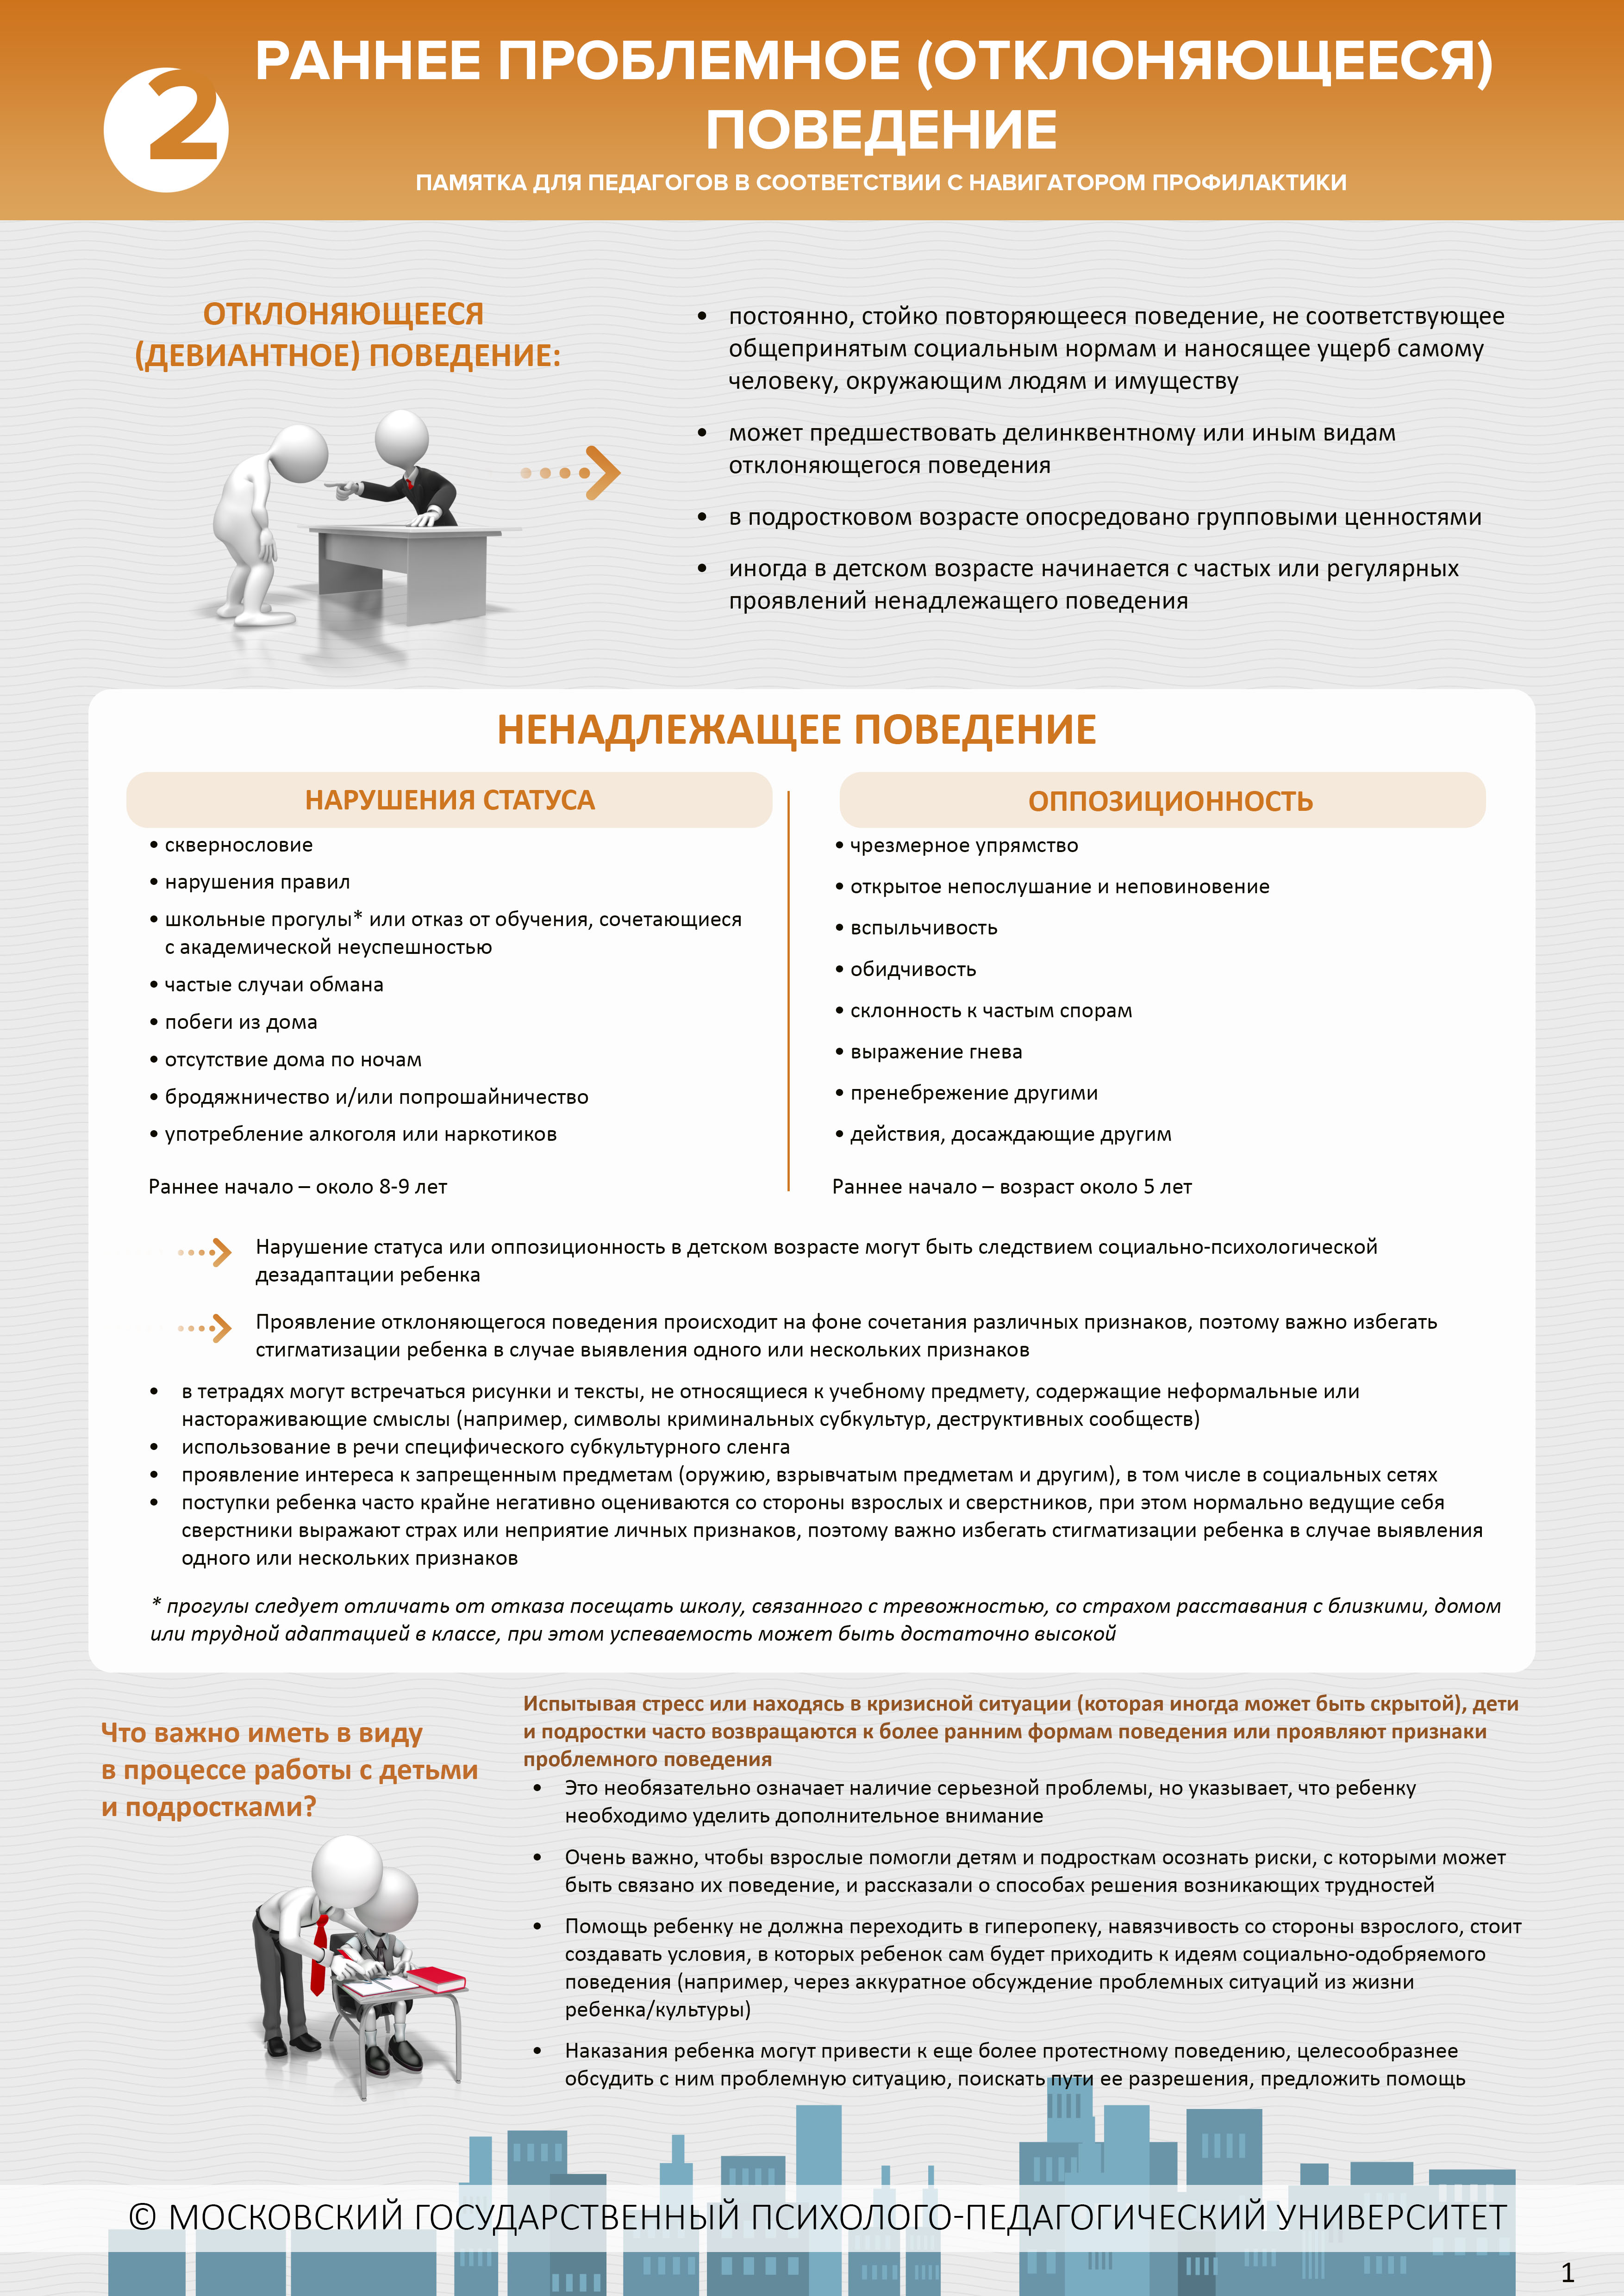 2
РАННЕЕ ПРОБЛЕМНОЕ (ОТКЛОНЯЮЩЕЕСЯ)
ПОВЕДЕНИЕ
ПАМЯТКА ДЛЯ ПЕДАГОГОВ В СООТВЕТСТВИИ С НАВИГАТОРОМ ПРОФИЛАКТИКИ
ОТКЛОНЯЮЩЕЕСЯ
(ДЕВИАНТНОЕ) ПОВЕДЕНИЕ:
• постоянно, стойко повторяющееся поведение, не соответствующее
общепринятым социальным нормам и наносящее ущерб самому
человеку, окружающим людям и имуществу
• может предшествовать делинквентному или иным видам
отклоняющегося поведения
• в подростковом возрасте опосредовано групповыми ценностями
• иногда в детском возрасте начинается с частых или регулярных
проявлений ненадлежащего поведения
НЕНАДЛЕЖАЩЕЕ ПОВЕДЕНИЕ
НАРУШЕНИЯ СТАТУСА
• сквернословие
• нарушения правил
• школьные прогулы* или отказ от обучения, сочетающиеся
с академической неуспешностью
• частые случаи обмана
• побеги из дома
• отсутствие дома по ночам
• бродяжничество и/или попрошайничество
• употребление алкоголя или наркотиков
Раннее начало – около 8-9 лет
ОППОЗИЦИОННОСТЬ
• чрезмерное упрямство
• открытое непослушание и неповиновение
• вспыльчивость
• обидчивость
• склонность к частым спорам
• выражение гнева
• пренебрежение другими
• действия, досаждающие другим
Раннее начало – возраст около 5 лет
Нарушение статуса или оппозиционность в детском возрасте могут быть следствием социально-психологической
дезадаптации ребенка
Проявление отклоняющегося поведения происходит на фоне сочетания различных признаков, поэтому важно избегать
стигматизации ребенка в случае выявления одного или нескольких признаков
• в тетрадях могут встречаться рисунки и тексты, не относящиеся к учебному предмету, содержащие неформальные или
настораживающие смыслы (например, символы криминальных субкультур, деструктивных сообществ)
• использование в речи специфического субкультурного сленга
• проявление интереса к запрещенным предметам (оружию, взрывчатым предметам и другим), в том числе в социальных сетях
• поступки ребенка часто крайне негативно оцениваются со стороны взрослых и сверстников, при этом нормально ведущие себя
сверстники выражают страх или неприятие личных признаков, поэтому важно избегать стигматизации ребенка в случае выявления
одного или нескольких признаков
* прогулы следует отличать от отказа посещать школу, связанного с тревожностью, со страхом расставания с близкими, домом
или трудной адаптацией в классе, при этом успеваемость может быть достаточно высокой
Что важно иметь в виду
в процессе работы с детьми
и подростками?
Испытывая стресс или находясь в кризисной ситуации (которая иногда может быть скрытой), дети
и подростки часто возвращаются к более ранним формам поведения или проявляют признаки
проблемного поведения
• Это необязательно означает наличие серьезной проблемы, но указывает, что ребенку
необходимо уделить дополнительное внимание
• Очень важно, чтобы взрослые помогли детям и подросткам осознать риски, с которыми может
быть связано их поведение, и рассказали о способах решения возникающих трудностей
• Помощь ребенку не должна переходить в гиперопеку, навязчивость со стороны взрослого, стоит
создавать условия, в которых ребенок сам будет приходить к идеям социально-одобряемого
поведения (например, через аккуратное обсуждение проблемных ситуаций из жизни
ребенка/культуры)
• Наказания ребенка могут привести к еще более протестному поведению, целесообразнее
обсудить с ним проблемную ситуацию, поискать пути ее разрешения, предложить помощь
© МОСКОВСКИЙ ГОСУДАРСТВЕННЫЙ ПСИХОЛОГО-ПЕДАГОГИЧЕСКИЙ УНИВЕРСИТЕТ
1